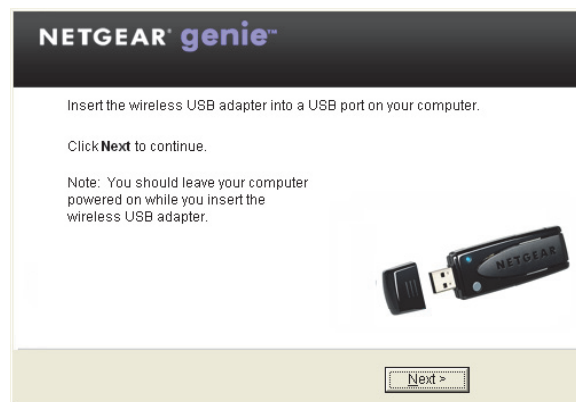 NETGEAR® genie™
Insert the wireless USB adapter into a USB port on your computer.
Click Next to continue.
Note: You should leave your computer
powered on while you insert the
wireless USB adapter.
NETGEAR
Next >